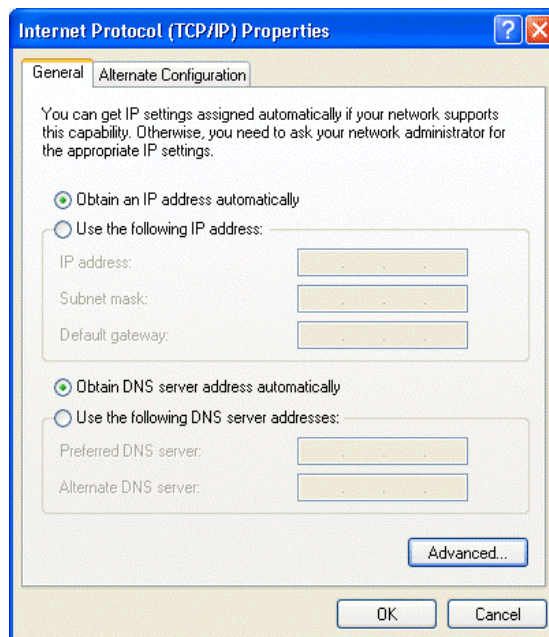 Internet Protocol (TCP/IP) Properties
General
Alternate Configuration
You can get IP settings assigned automatically if your network supports
this capability. Otherwise, you need to ask your network administrator for
the appropriate IP settings.
Obtain an IP address automatically
Use the following IP address:
IP address:
Subnet mask:
Default gateway:
Obtain DNS server address automatically
Use the following DNS server addresses:
Preferred DNS server:
Alternate DNS server:
Advanced...
OK
Cancel